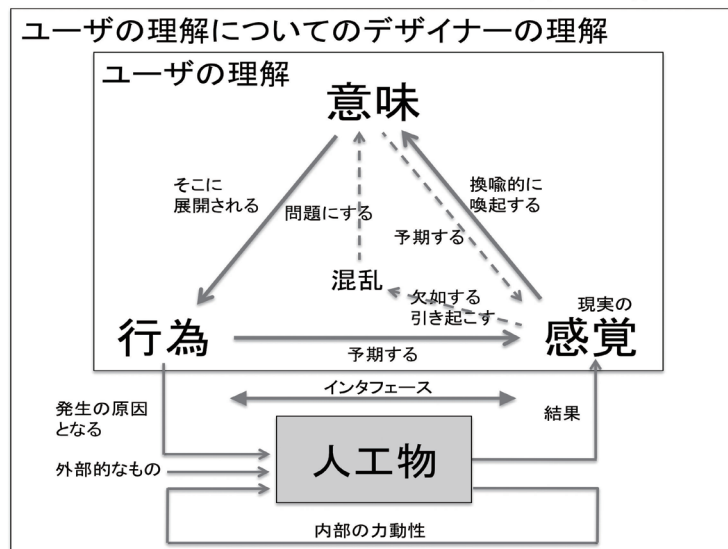 ユーザの理解についてのデザイナーの理解
ユーザの理解
意味
そこに
展開される
換喩的に
喚起する
問題にする
予期する
混乱
欠如する
引き起こす
現実の
行為
感覚
予期する
インタフェース
発生の原因
となる
結果
人工物
外部的なもの
内部の力動性